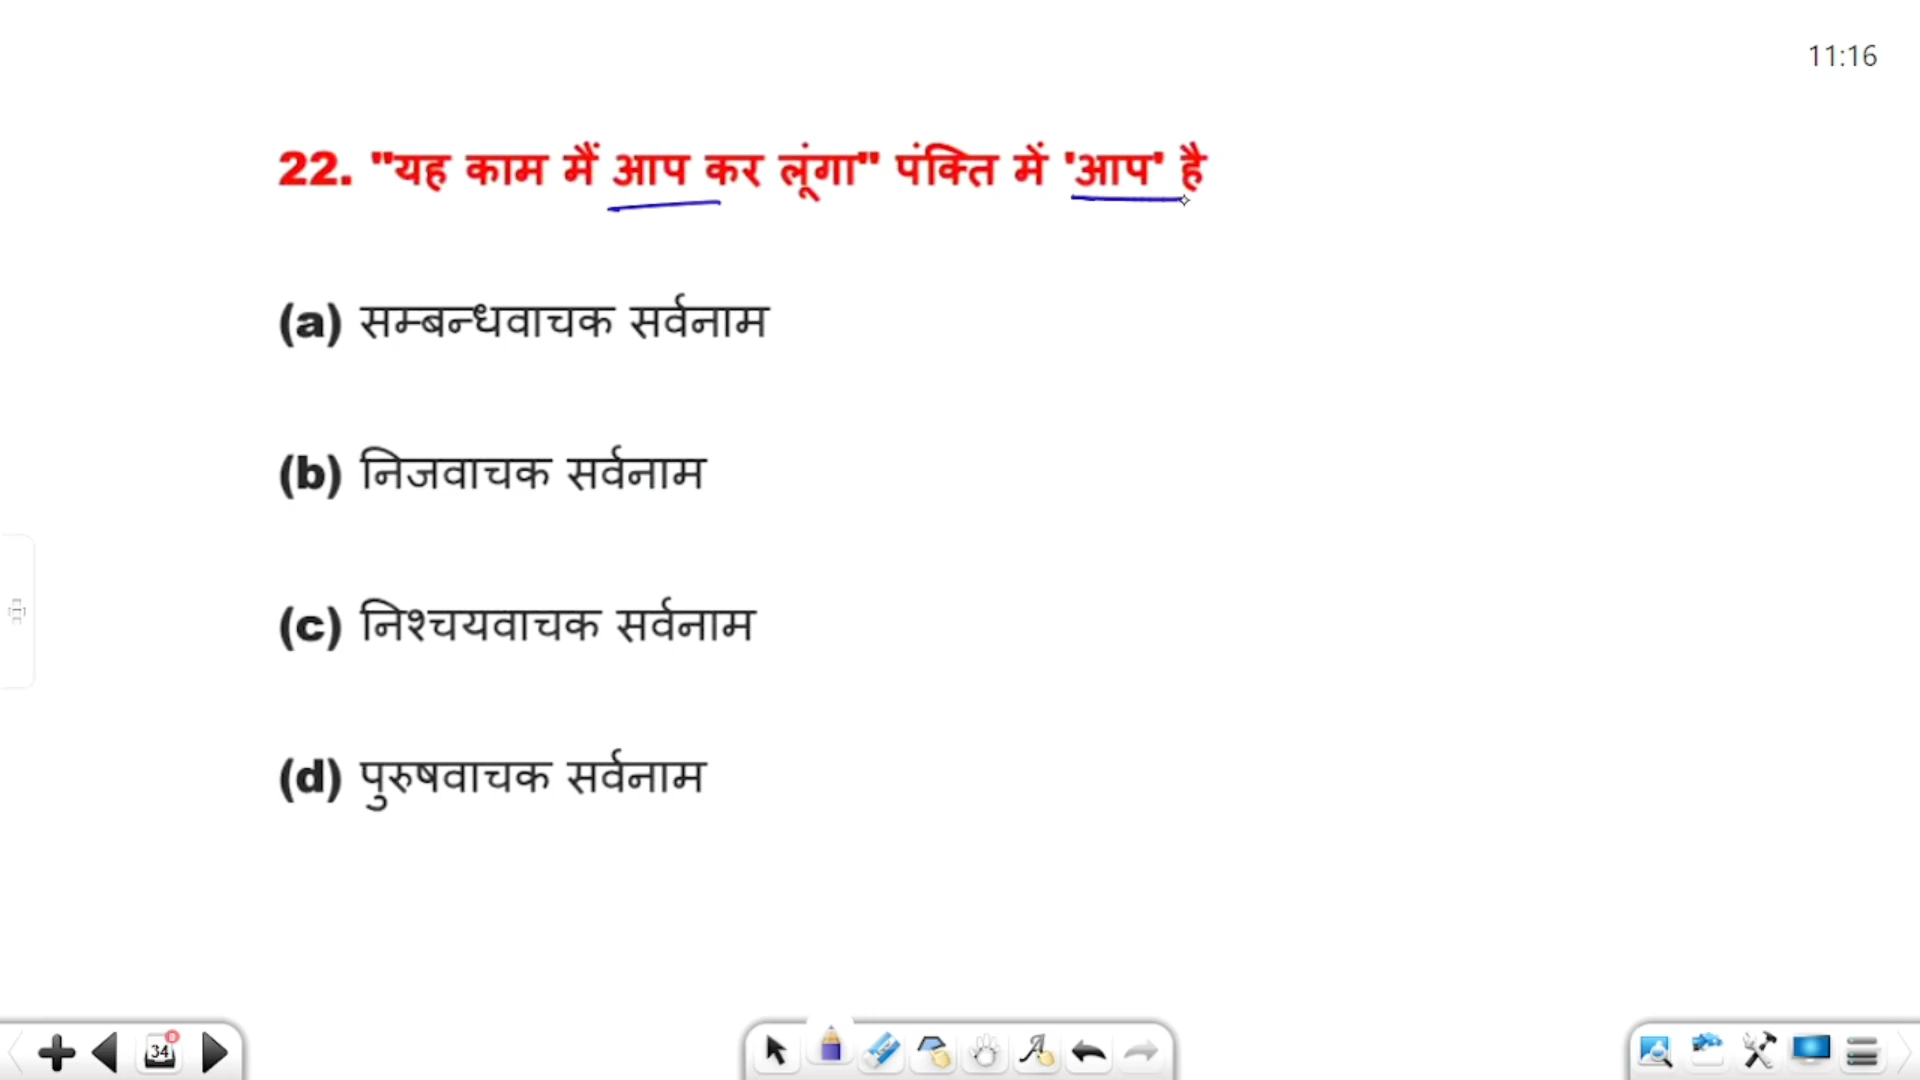 11:16
22. "यह काम मैं आप कर लूंगा" पंक्ति में 'आप' है
(a) सम्बन्धवाचक सर्वनाम
(b) निजवाचक सर्वनाम
(c) निश्चयवाचक सर्वनाम
(d) पुरुषवाचक सर्वनाम
34